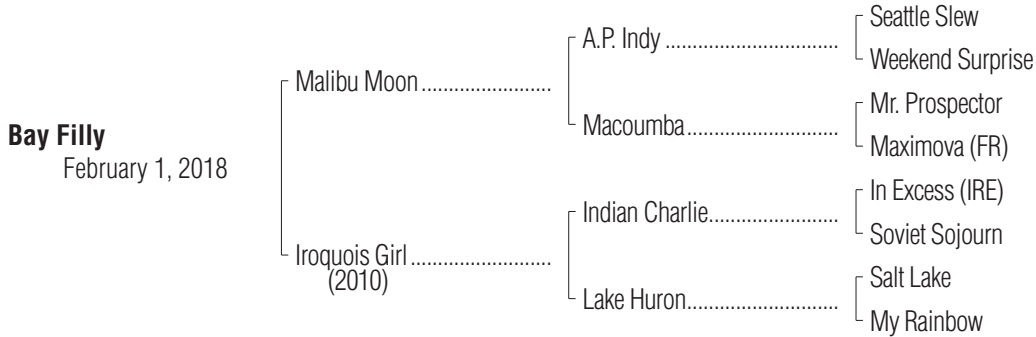 Bay Filly
February 1, 2018
Malibu Moon
Iroquois Girl
(2010)
A.P. Indy
Macoumba
Indian Charlie
Lake Huron
Seattle Slew
Weekend Surprise
Mr. Prospector
Maximova (FR)
In Excess (IRE)
Soviet Sojourn
Salt Lake
My Rainbow